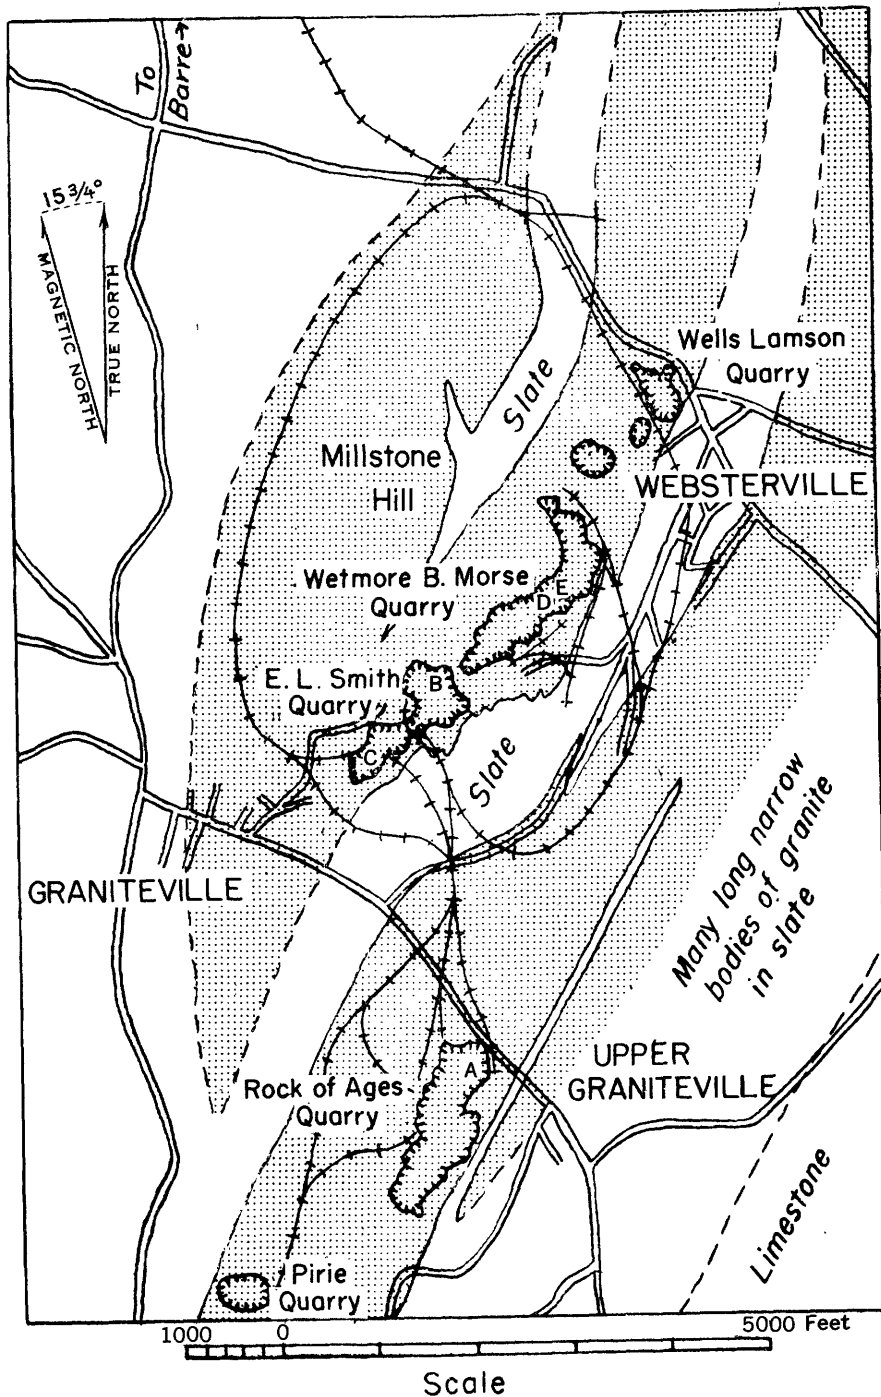 To
Barre
15 3/4°
MAGNETIC NORTH
TRUE NORTH
Wells Lamson
Quarry
Slate
Millstone
Hill
WEBSTERVILLE
Wetmore B. Morse
Quarry
D E
E. L. Smith
Quarry
B
C
Slate
Many long narrow
bodies of granite
in slate
GRANITEVILLE
UPPER
GRANITEVILLE
A
Rock of Ages
Quarry
Limestone
Pirie
Quarry
1000 0 5000 Feet
Scale